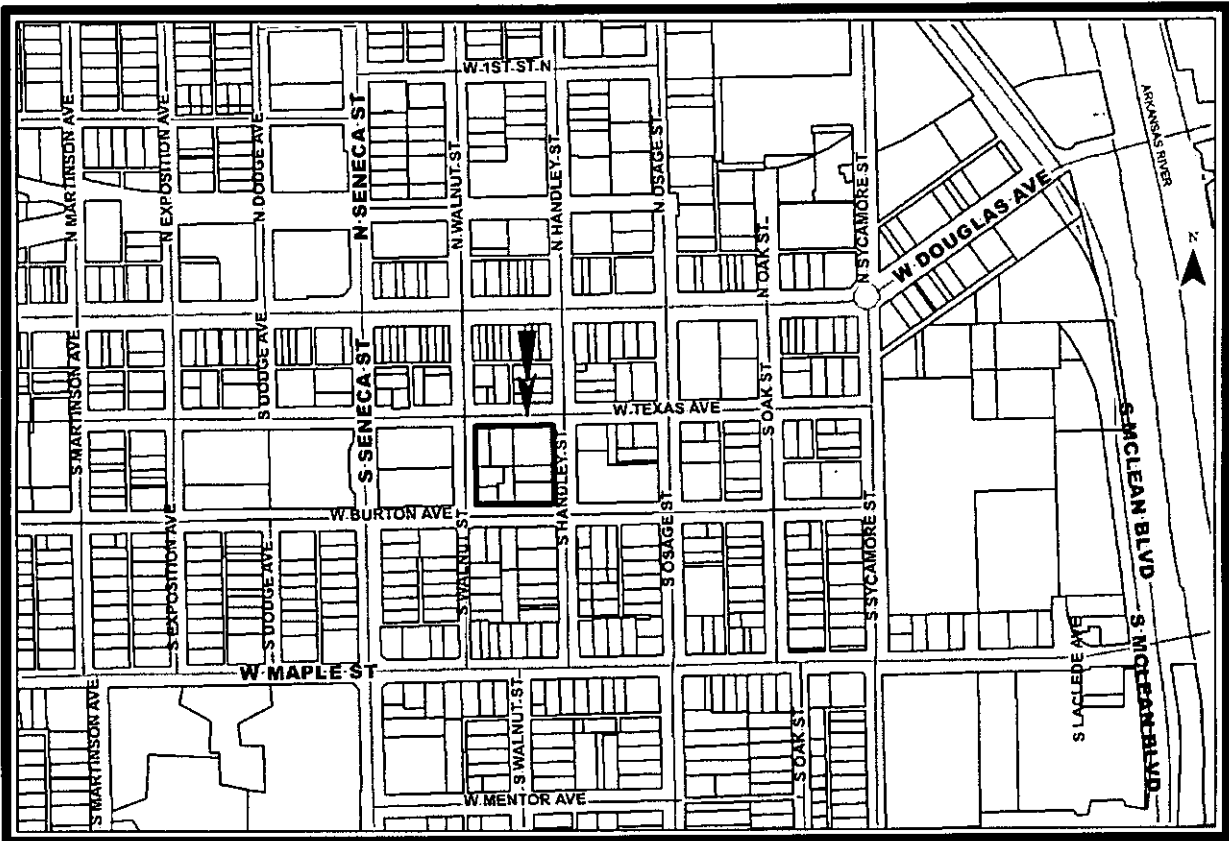 W 1ST ST N
N MARTINSON AVE
N EXPOSITION AVE
N DODGE AVE
N SENECA ST
N WALNUT ST
N HANDLEY ST
N OSAGE ST
N OAK ST
N SYCAMORE ST
W DOUGLAS AVE
ARKANSAS RIVER
N
S MARTINSON AVE
S DODGE AVE
S SENECA ST
W TEXAS AVE
S OAK ST
S HANDLEY ST
S MCLEAN BLVD
W BURTON AVE
S EXPOSITION AVE
S DODGE AVE
S WALNUT ST
S OSAGE ST
S SYCAMORE ST
W MAPLE ST
S MARTINSON AVE
S WALNUT ST
S OAK ST
S LACLEDE AVE
S MCLEAN BLVD
W MENTOR AVE